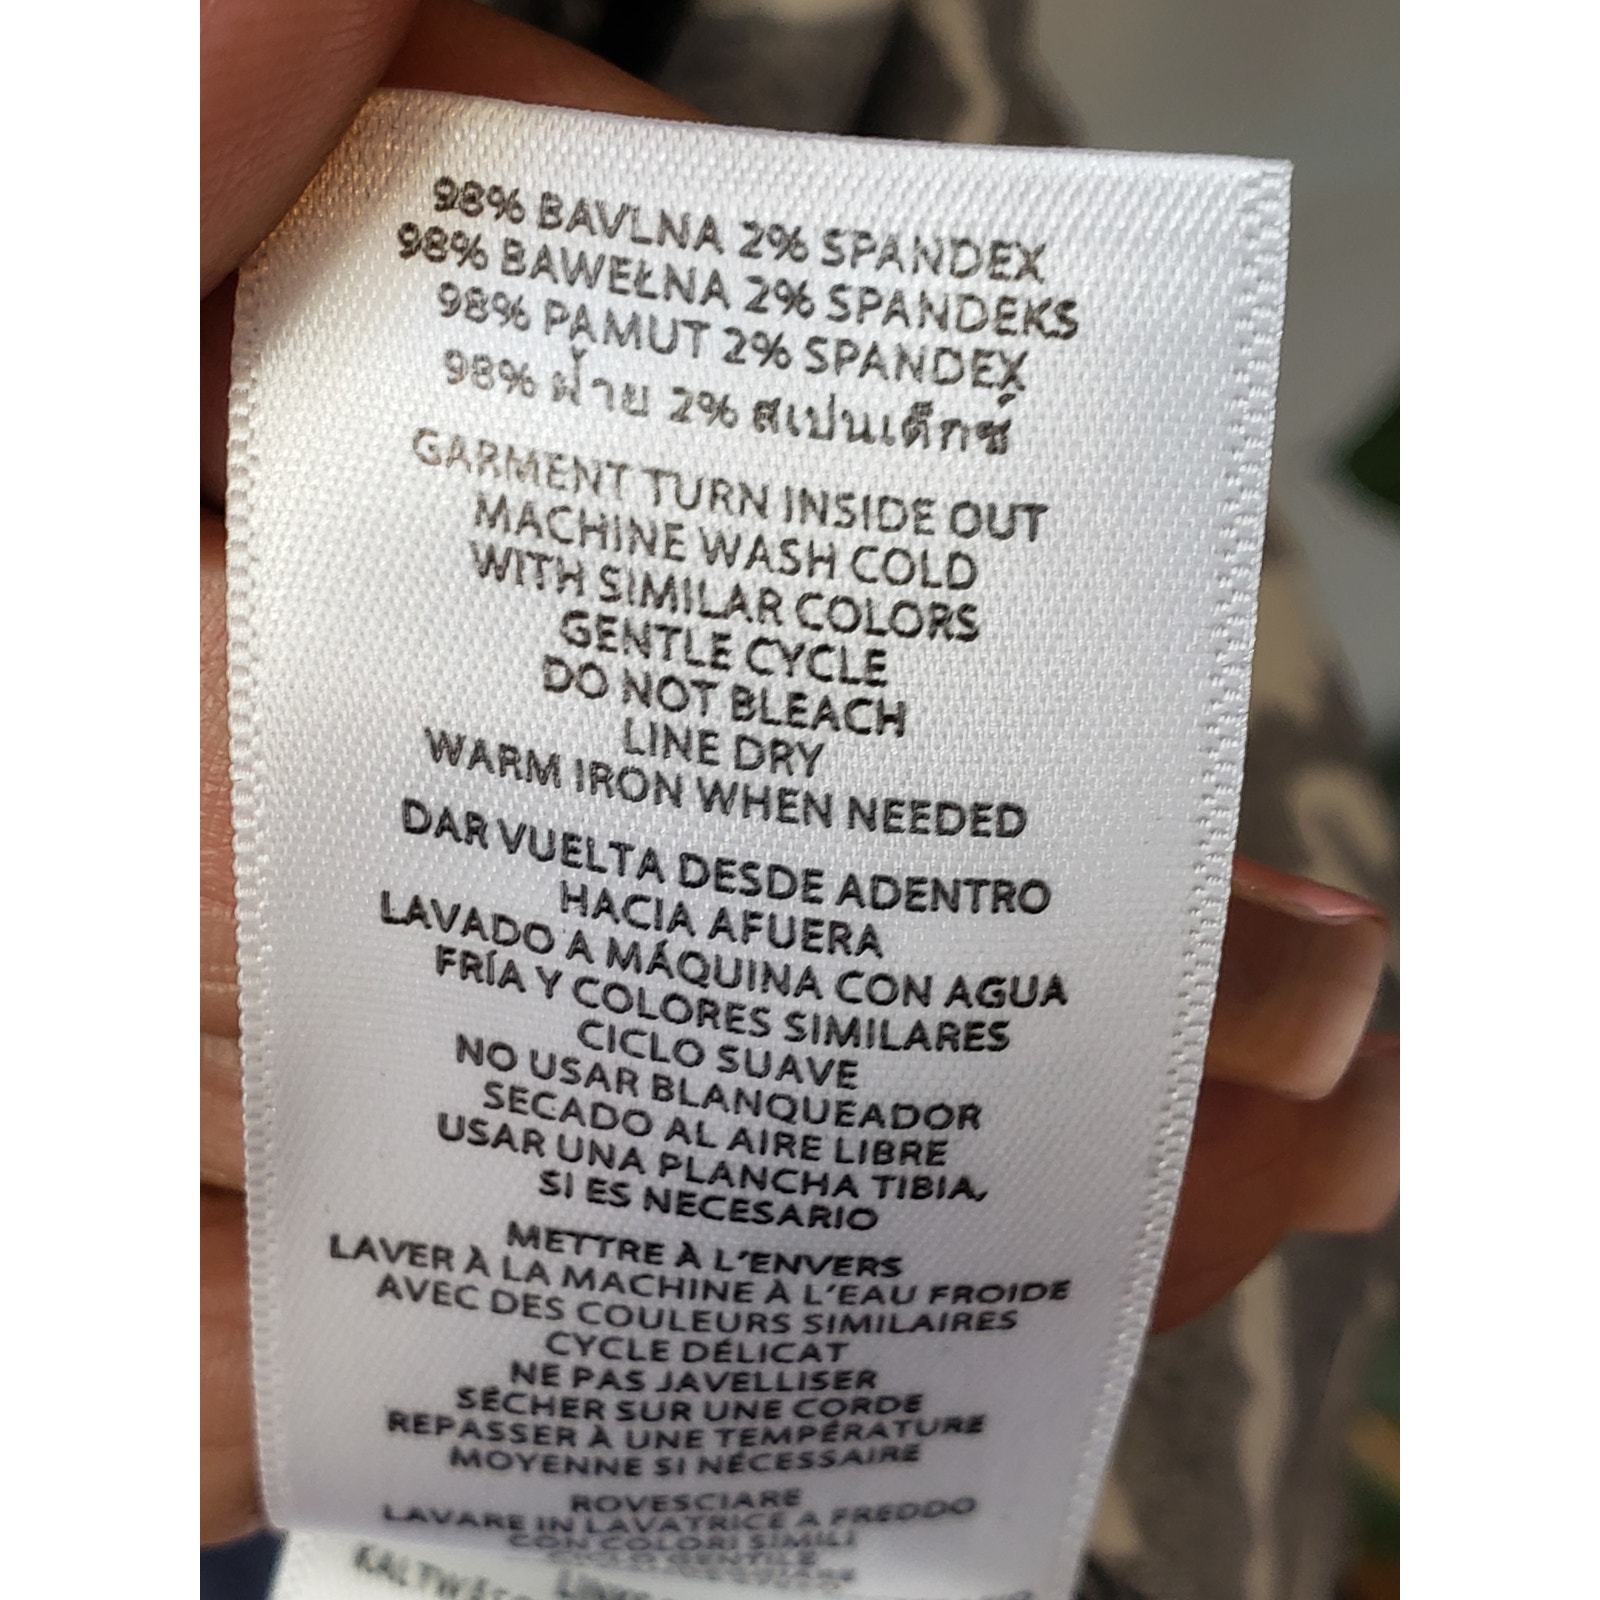 98% BAVLNA 2% SPANDEX
98% BAWEŁNA 2% SPANDEKS
98% PAMUT 2% SPANDEX
98% ฝ้าย 2% สเปนเด็กซ์
GARMENT TURN INSIDE OUT
MACHINE WASH COLD
WITH SIMILAR COLORS
GENTLE CYCLE
DO NOT BLEACH
LINE DRY
WARM IRON WHEN NEEDED
DAR VUELTA DESDE ADENTRO
HACIA AFUERA
LAVADO A MÁQUINA CON AGUA
FRÍA Y COLORES SIMILARES
CICLO SUAVE
NO USAR BLANQUEADOR
SECADO AL AIRE LIBRE
USAR UNA PLANCHA TIBIA,
SI ES NECESARIO
METTRE À L'ENVERS
LAVER À LA MACHINE À L'EAU FROIDE
AVEC DES COULEURS SIMILAIRES
CYCLE DÉLICAT
NE PAS JAVELLISER
SÉCHER SUR UNE CORDE
REPASSER À UNE TEMPÉRATURE
MOYENNE SI NÉCESSAIRE
ROVESCIARE
LAVARE IN LAVATRICE A FREDDO
CON COLORI SIMILI
CICLO GENTILE